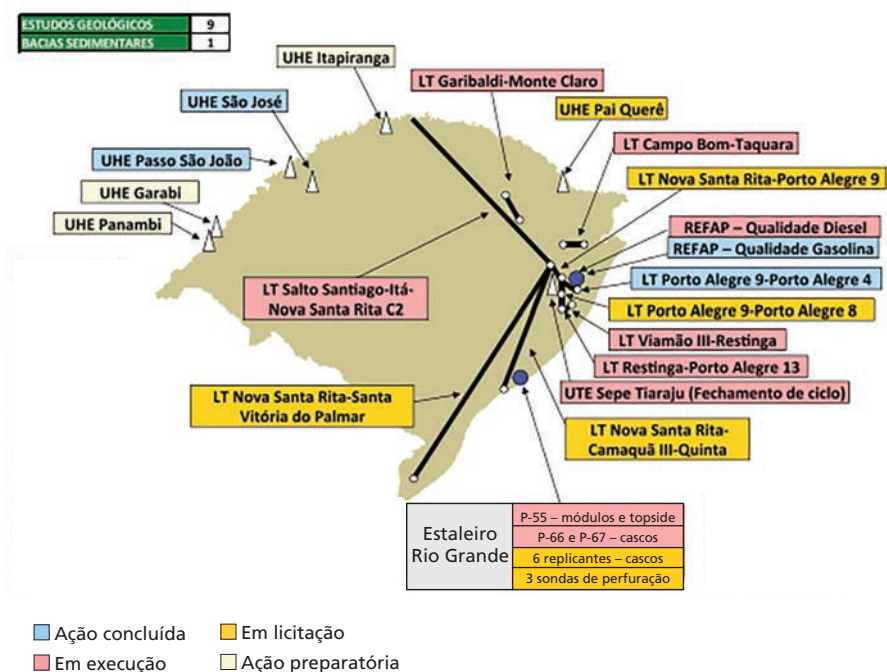 ESTUDOS GEOLÓGICOS 9
BACIAS SEDIMENTARES 1
UHE Itapiranga
LT Garibaldi-Monte Claro
UHE São José
UHE Pai Querê
LT Campo Bom-Taquara
UHE Passo São João
LT Nova Santa Rita-Porto Alegre 9
UHE Garabi
UHE Panambi
REFAP – Qualidade Diesel
REFAP – Qualidade Gasolina
LT Porto Alegre 9-Porto Alegre 4
LT Salto Santiago-Itá-
Nova Santa Rita C2
LT Porto Alegre 9-Porto Alegre 8
LT Viamão III-Restinga
LT Restinga-Porto Alegre 13
UTE Sepe Tiaraju (Fechamento de ciclo)
LT Nova Santa Rita-Santa
Vitória do Palmar
LT Nova Santa Rita-
Camaquã III-Quinta
Estaleiro
Rio Grande
P-55 – módulos e topside
P-66 e P-67 – cascos
6 replicantes – cascos
3 sondas de perfuração
Ação concluída
Em licitação
Em execução
Ação preparatória